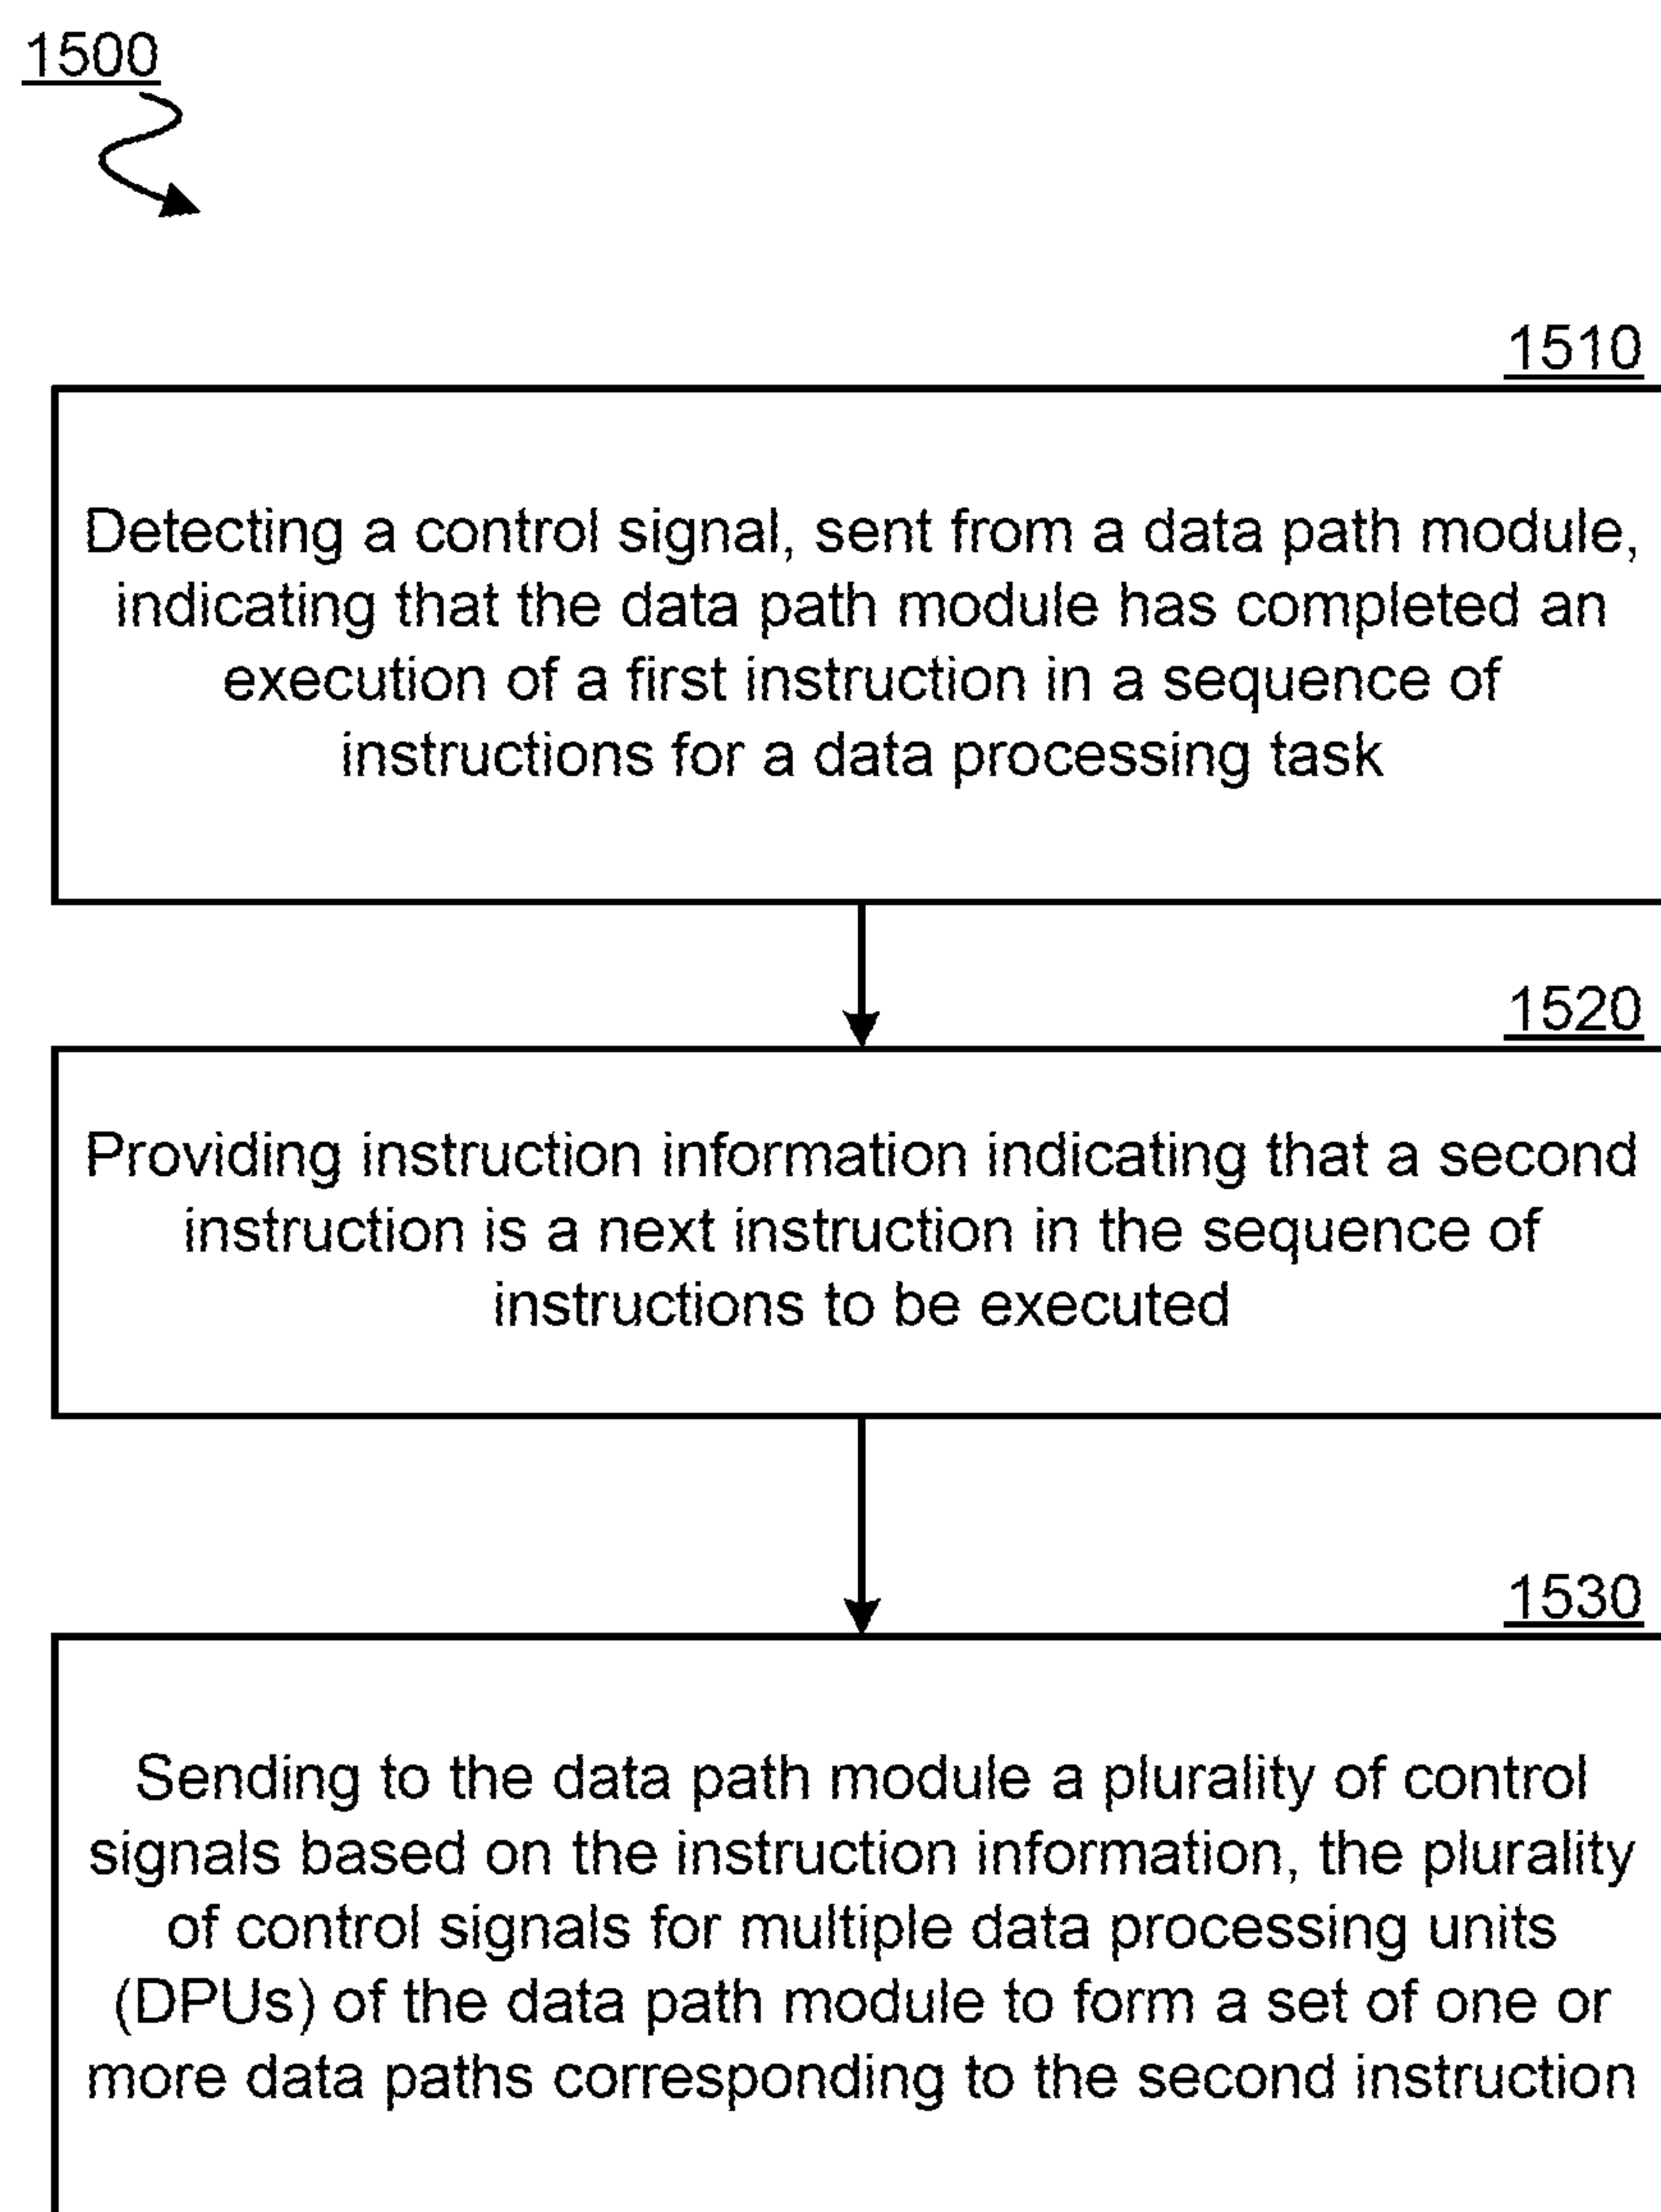 1500
1510
Detecting a control signal, sent from a data path module,
indicating that the data path module has completed an
execution of a first instruction in a sequence of
instructions for a data processing task
1520
Providing instruction information indicating that a second
instruction is a next instruction in the sequence of
instructions to be executed
1530
Sending to the data path module a plurality of control
signals based on the instruction information, the plurality
of control signals for multiple data processing units
(DPUs) of the data path module to form a set of one or
more data paths corresponding to the second instruction